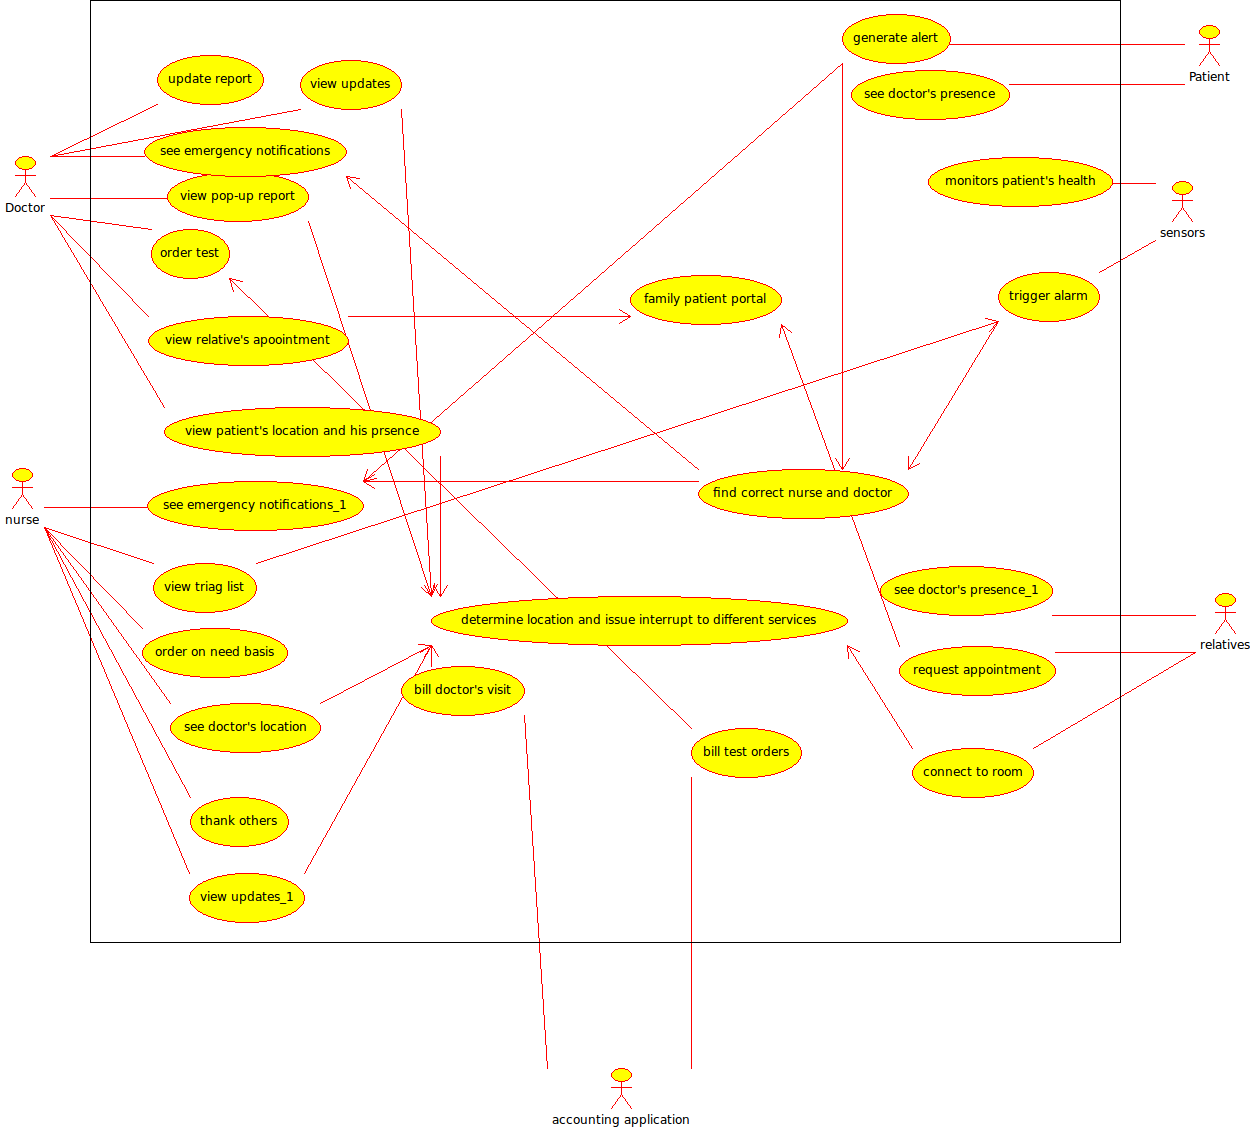 generate alert
Patient
update report
view updates
see doctor's presence
see emergency notifications
monitors patient's health
view pop-up report
Doctor
sensors
order test
family patient portal
trigger alarm
view relative's apoointment
view patient's location and his prsence
find correct nurse and doctor
see emergency notifications_1
nurse
view triag list
see doctor's presence_1
determine location and issue interrupt to different services
relatives
order on need basis
request appointment
bill doctor's visit
see doctor's location
bill test orders
connect to room
thank others
view updates_1
accounting application